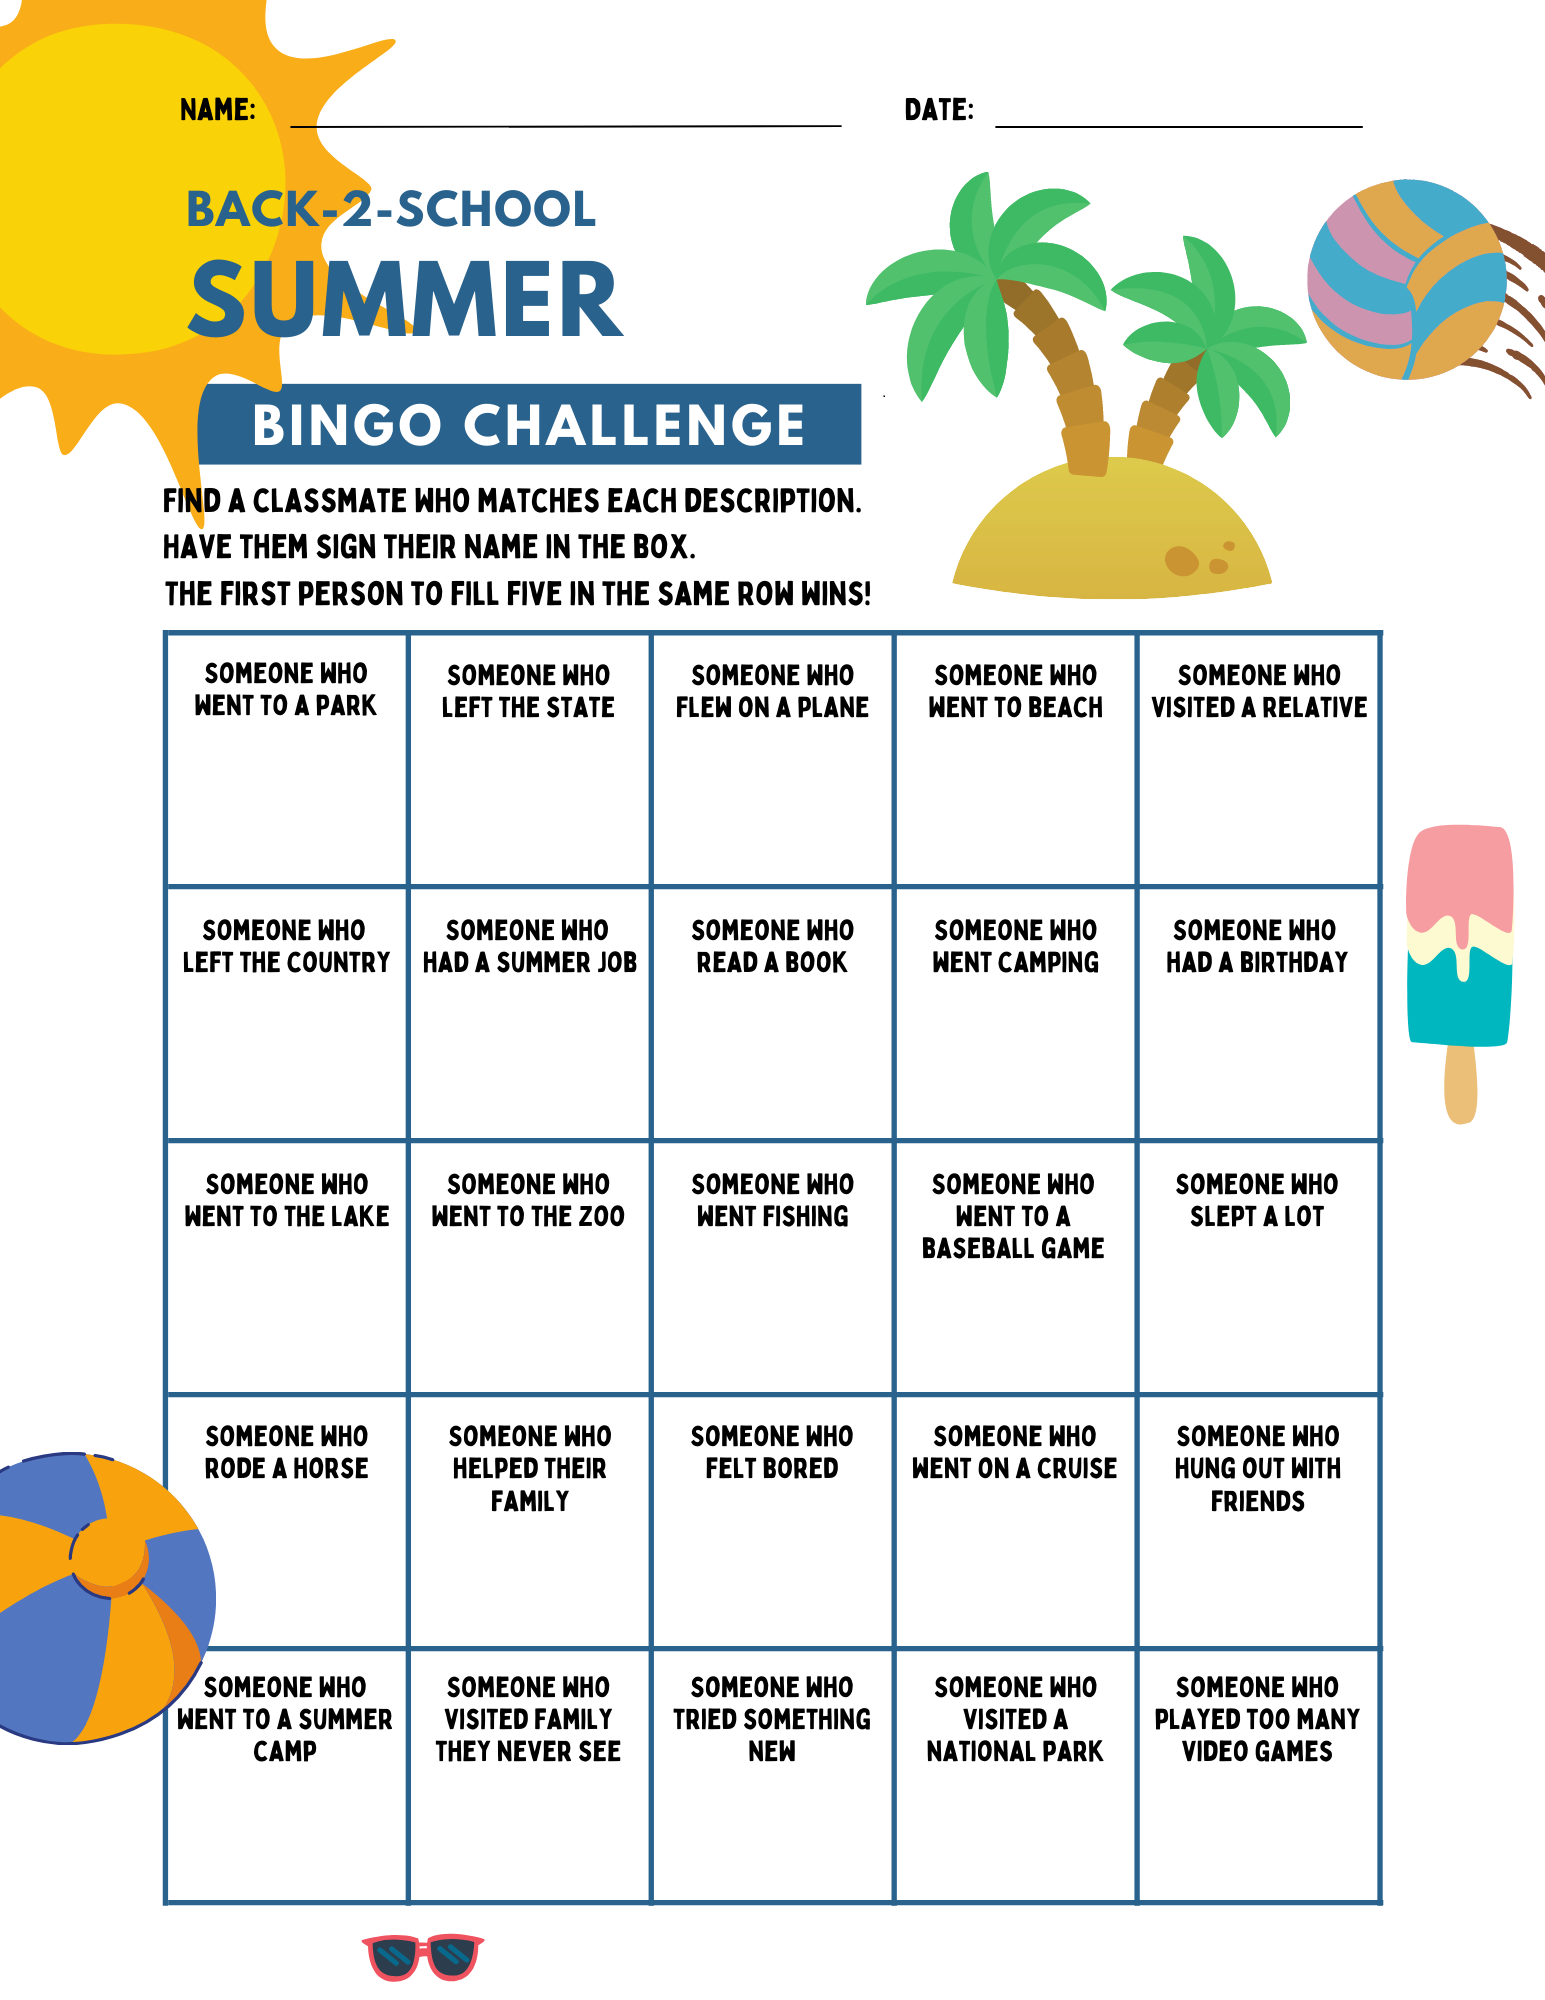 NAME:
DATE:
BACK-2-SCHOOL
SUMMER
BINGO CHALLENGE
FIND A CLASSMATE WHO MATCHES EACH DESCRIPTION.
HAVE THEM SIGN THEIR NAME IN THE BOX.
THE FIRST PERSON TO FILL FIVE IN THE SAME ROW WINS!
SOMEONE WHO
WENT TO A PARK
SOMEONE WHO
LEFT THE STATE
SOMEONE WHO
FLEW ON A PLANE
SOMEONE WHO
WENT TO BEACH
SOMEONE WHO
VISITED A RELATIVE
SOMEONE WHO
LEFT THE COUNTRY
SOMEONE WHO
HAD A SUMMER JOB
SOMEONE WHO
READ A BOOK
SOMEONE WHO
WENT CAMPING
SOMEONE WHO
HAD A BIRTHDAY
SOMEONE WHO
WENT TO THE LAKE
SOMEONE WHO
WENT TO THE ZOO
SOMEONE WHO
WENT FISHING
SOMEONE WHO
WENT TO A
BASEBALL GAME
SOMEONE WHO
SLEPT A LOT
SOMEONE WHO
RODE A HORSE
SOMEONE WHO
HELPED THEIR
FAMILY
SOMEONE WHO
FELT BORED
SOMEONE WHO
WENT ON A CRUISE
SOMEONE WHO
HUNG OUT WITH
FRIENDS
SOMEONE WHO
WENT TO A SUMMER
CAMP
SOMEONE WHO
VISITED FAMILY
THEY NEVER SEE
SOMEONE WHO
TRIED SOMETHING
NEW
SOMEONE WHO
VISITED A
NATIONAL PARK
SOMEONE WHO
PLAYED TOO MANY
VIDEO GAMES